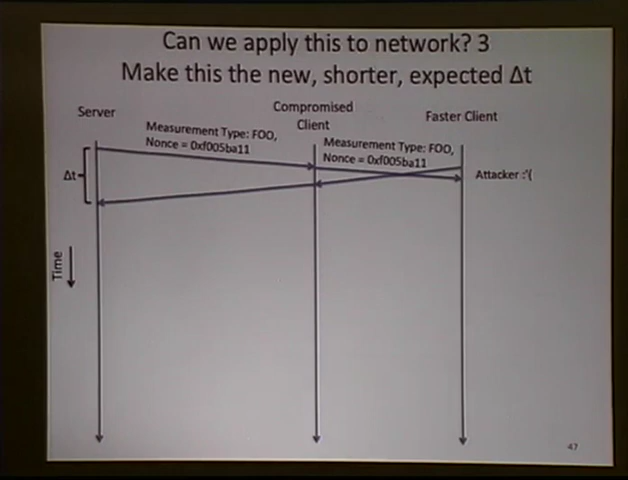 Can we apply this to network? 3
Make this the new, shorter, expected Δt
Server
Compromised
Client
Faster Client
Measurement Type: FOO,
Nonce = 0xf005ba11
Measurement Type: FOO,
Nonce = 0xf005ba11
Δt
Attacker :'(
Time
47